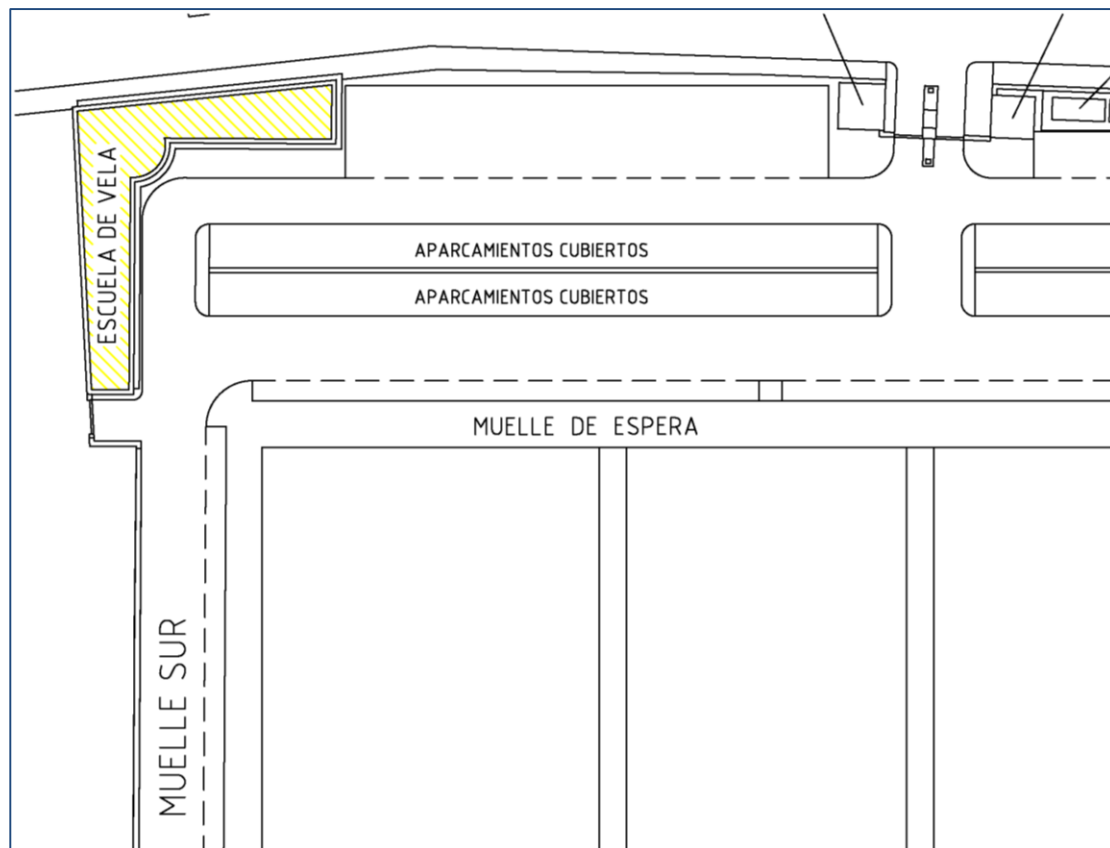 ESCUELA DE VELA
APARCAMIENTOS CUBIERTOS
APARCAMIENTOS CUBIERTOS
MUELLE DE ESPERA
MUELLE SUR